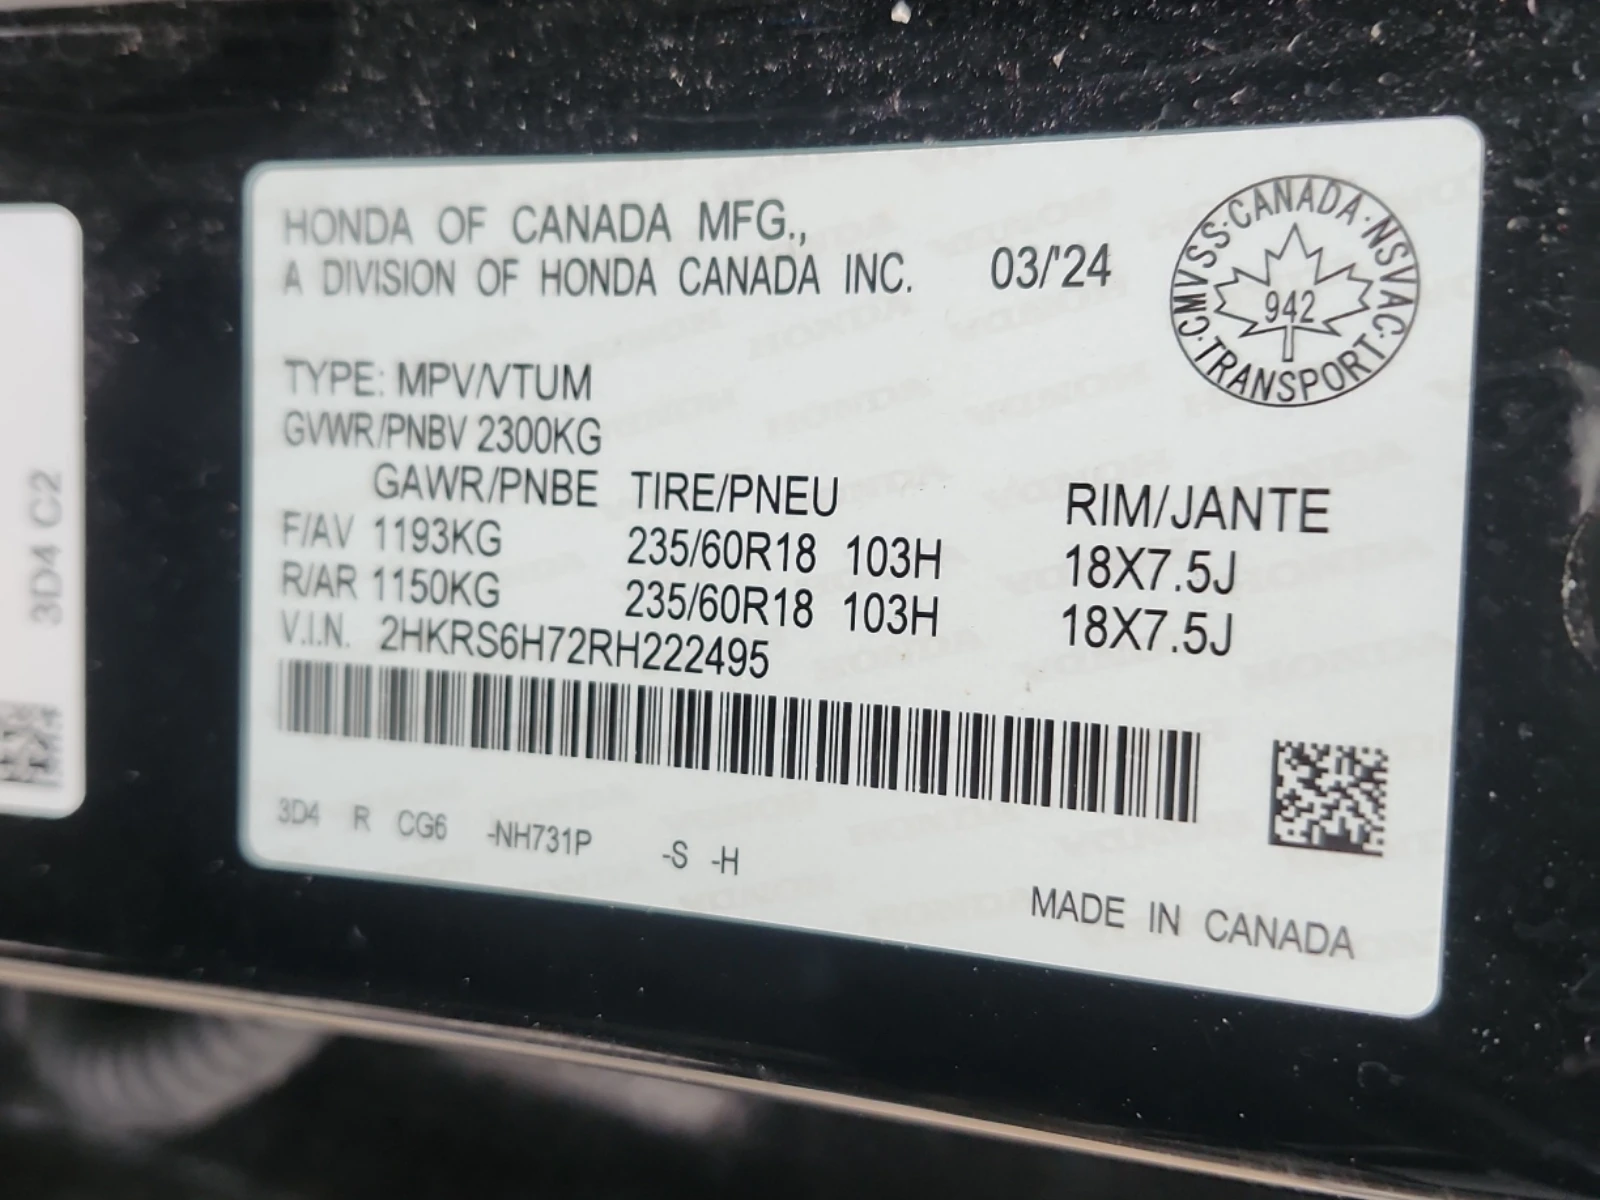 HONDA OF CANADA MFG.,
A DIVISION OF HONDA CANADA INC. 03/'24
CMVSS·CANADA·NSVAC·TRANSPORT·
942
TYPE: MPV/VTUM
GVWR/PNBV 2300KG
GAWR/PNBE TIRE/PNEU RIM/JANTE
F/AV 1193KG 235/60R18 103H 18X7.5J
R/AR 1150KG 235/60R18 103H 18X7.5J
V.I.N. 2HKRS6H72RH222495
3D4 R CG6 -NH731P -S -H
MADE IN CANADA
3D4 C2